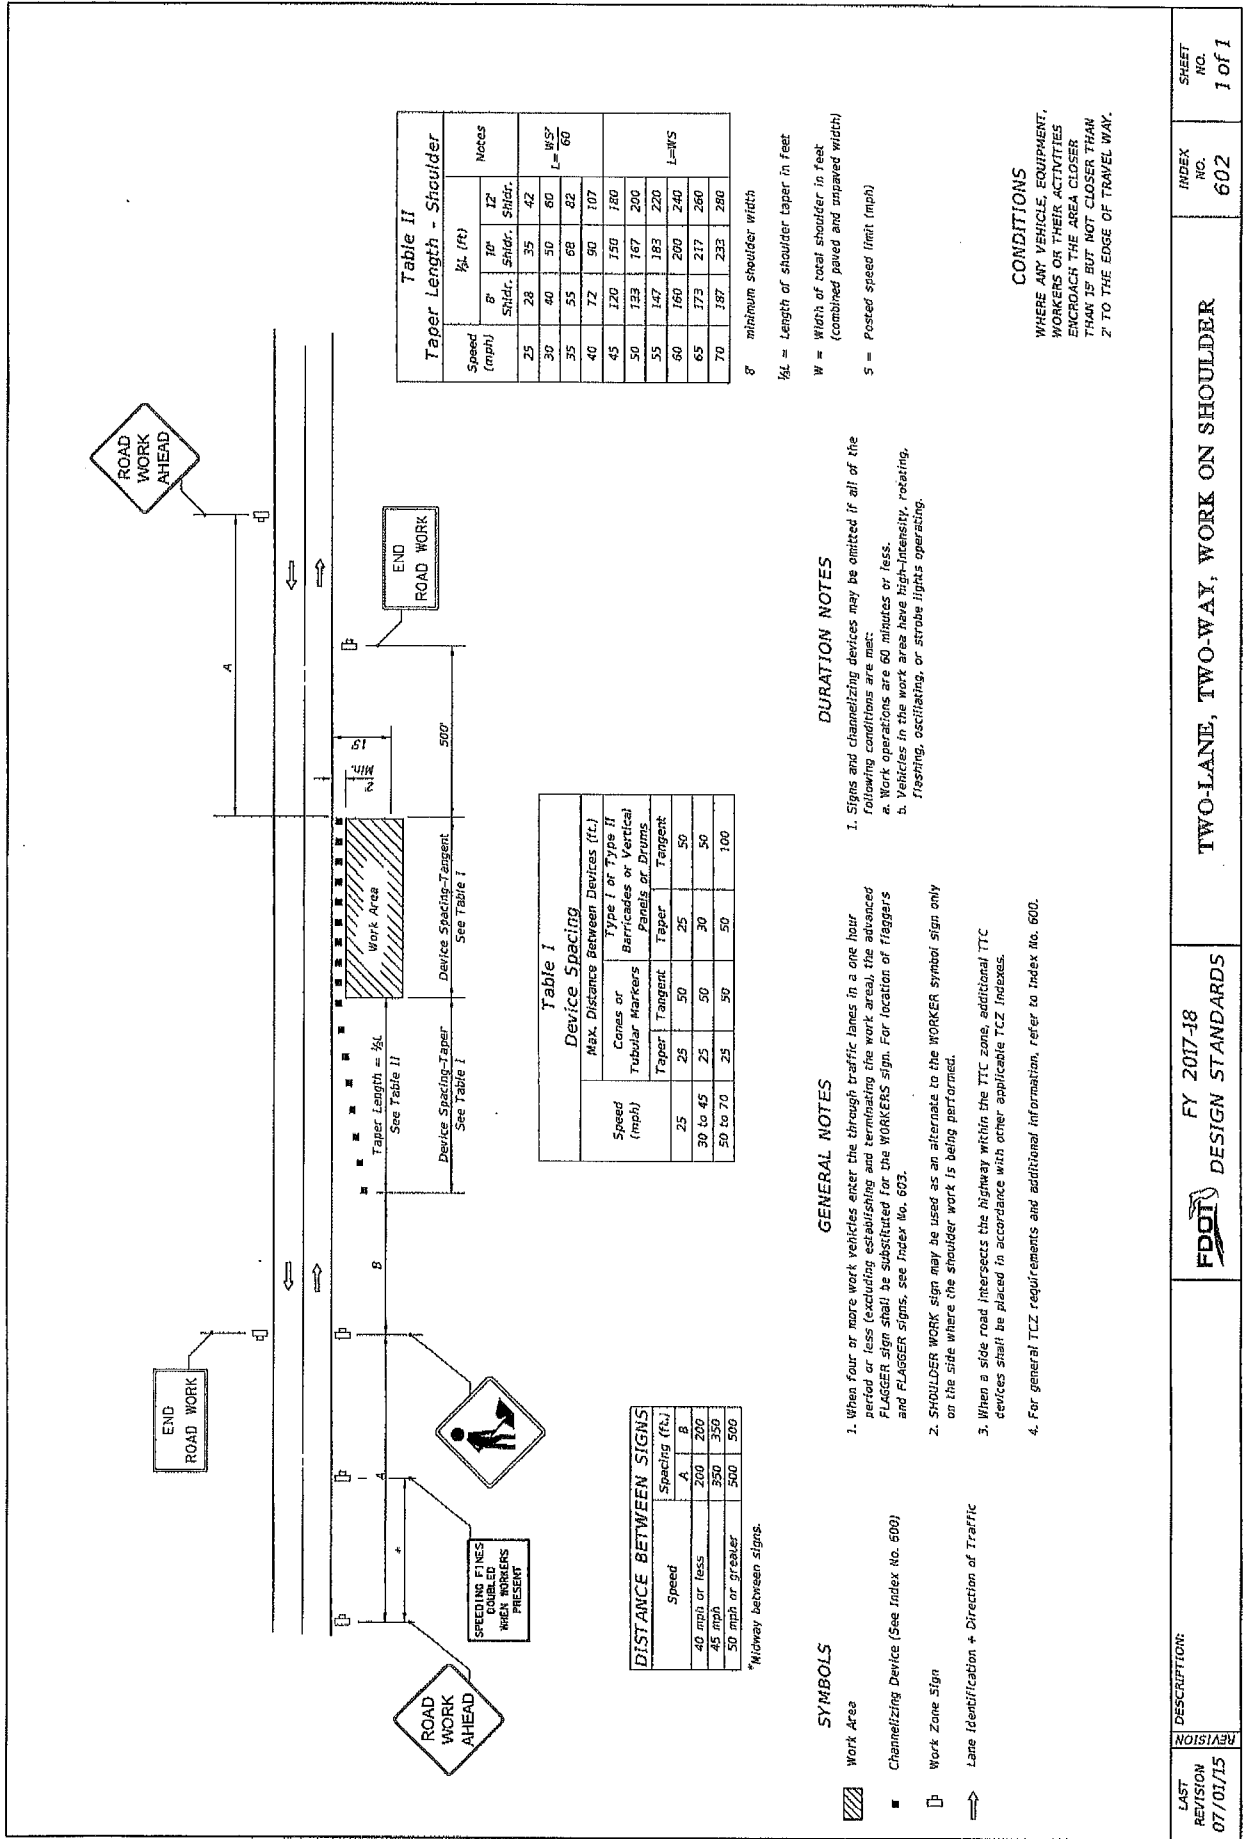 ROAD
WORK
AHEAD
END
ROAD WORK
A
15'
2'
Min.
500'
END
ROAD WORK
Work Area
Taper Length = ⅓L
See Table II
Device Spacing-Taper
See Table I
Device Spacing-Tangent
See Table I
B
A
*
SPEEDING FINES
DOUBLED
WHEN WORKERS
PRESENT
ROAD
WORK
AHEAD
DISTANCE BETWEEN SIGNS
Speed Spacing (ft.)
A B
40 mph or less 200 200
45 mph 350 350
50 mph or greater 500 500
*Midway between signs.
Table I
Device Spacing
Max. Distance Between Devices (ft.)
Speed (mph)
Cones or Tubular Markers
Type I or Type II Barricades or Vertical Panels or Drums
Taper Tangent Taper Tangent
25 25 50 25 50
30 to 45 25 50 30 50
50 to 70 25 50 50 100
Table II
Taper Length - Shoulder
Speed (mph) ⅓L (ft) Notes
8' Shldr. 10' Shldr. 12' Shldr.
25 28 35 42
30 40 50 60
35 55 68 82
40 72 90 107
L= WS²/60
45 120 150 180
50 133 167 200
55 147 183 220
60 160 200 240
65 173 217 260
70 187 233 280
L=WS
8' minimum shoulder width
⅓L = Length of shoulder taper in feet
W = Width of total shoulder in feet
(combined paved and unpaved width)
S = Posted speed limit (mph)
SYMBOLS
Work Area
Channelizing Device (See Index No. 600)
Work Zone Sign
Lane Identification + Direction of Traffic
GENERAL NOTES
1. When four or more work vehicles enter the through traffic lanes in a one hour
period or less (excluding establishing and terminating the work area), the advanced
FLAGGER sign shall be substituted for the WORKERS sign. For location of flaggers
and FLAGGER signs, see Index No. 603.
2. SHOULDER WORK sign may be used as an alternate to the WORKER symbol sign only
on the side where the shoulder work is being performed.
3. When a side road intersects the highway within the TTC zone, additional TTC
devices shall be placed in accordance with other applicable TCZ Indexes.
4. For general TCZ requirements and additional information, refer to Index No. 600.
DURATION NOTES
1. Signs and channelizing devices may be omitted if all of the
following conditions are met:
a. Work operations are 60 minutes or less.
b. Vehicles in the work area have high-intensity, rotating,
flashing, oscillating, or strobe lights operating.
CONDITIONS
WHERE ANY VEHICLE, EQUIPMENT,
WORKERS OR THEIR ACTIVITIES
ENCROACH THE AREA CLOSER
THAN 15' BUT NOT CLOSER THAN
2' TO THE EDGE OF TRAVEL WAY.
LAST
REVISION
07/01/15
REVISION
DESCRIPTION:
FDOT
FY 2017-18
DESIGN STANDARDS
TWO-LANE, TWO-WAY, WORK ON SHOULDER
INDEX
NO.
602
SHEET
NO.
1 of 1